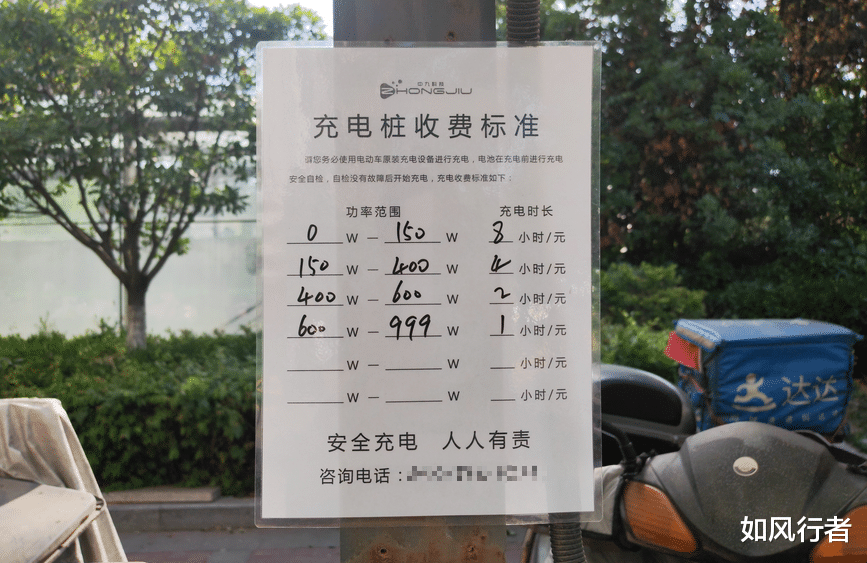 中九科技
ZHONGJIU
充电桩收费标准
请您务必使用电动车原装充电设备进行充电,电池在充电前进行充电
安全自检,自检没有故障后开始充电,充电收费标准如下:
功率范围 充电时长
0 W — 150 W 8 小时/元
150 W — 400 W 4 小时/元
400 W — 600 W 2 小时/元
600 W — 999 W 1 小时/元
W — W 小时/元
W — W 小时/元
安全充电 人人有责
咨询电话:
达达
如风行者